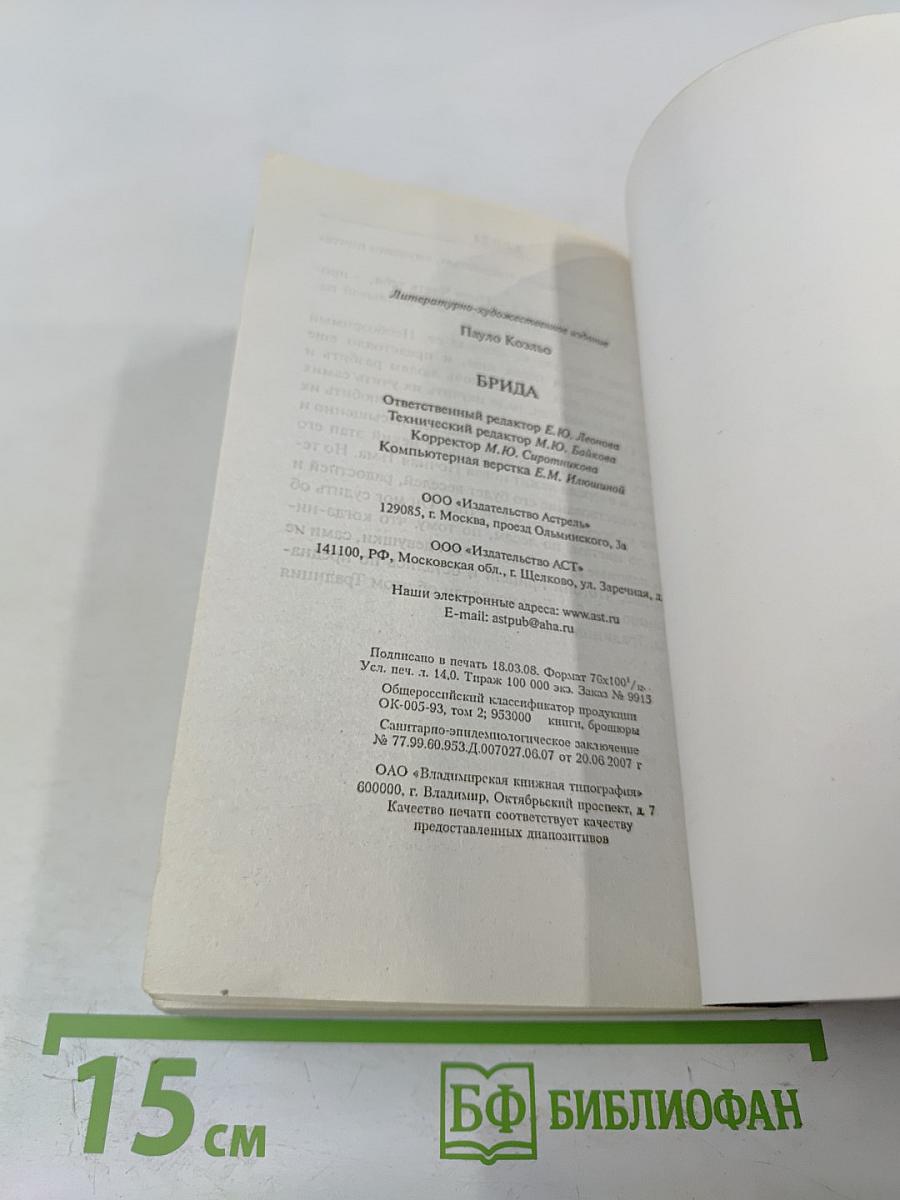 Литературно-художественное издание
Пауло Коэльо
БРИДА
Ответственный редактор Е.Ю. Леонова
Технический редактор М.Ю. Байкова
Корректор М.Ю. Сиротникова
Компьютерная верстка Е.М. Илюшиной
ООО «Издательство Астрель»
129085, г. Москва, проезд Ольминского, 3а
ООО «Издательство АСТ»
141100, РФ, Московская обл., г. Щелково, ул. Заречная, д.
Наши электронные адреса: www.ast.ru
E-mail: astpub@aha.ru
Подписано в печать 18.03.08. Формат 76х100¹/₃₂.
Усл. печ. л. 14,0. Тираж 100 000 экз. Заказ № 9915
Общероссийский классификатор продукции
ОК-005-93, том 2; 953000 книги, брошюры
Санитарно-эпидемиологическое заключение
№ 77.99.60.953.Д.007027.06.07 от 20.06.2007 г
ОАО «Владимирская книжная типография»
600000, г. Владимир, Октябрьский проспект, д. 7
Качество печати соответствует качеству
предоставленных диапозитивов
15 см
БФ БИБЛИОФАН